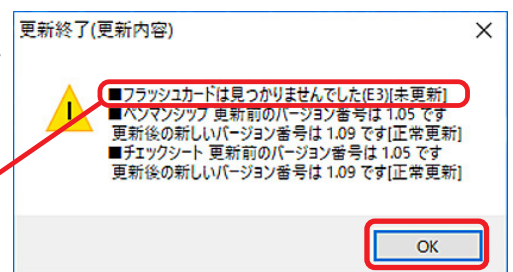 更新終了(更新内容)
■フラッシュカードは見つかりませんでした(E3)[未更新]
■ペンマンシップ 更新前のバージョン番号は 1.05 です
更新後の新しいバージョン番号は 1.09 です[正常更新]
■チェックシート 更新前のバージョン番号は 1.05 です
更新後の新しいバージョン番号は 1.09 です[正常更新]
OK